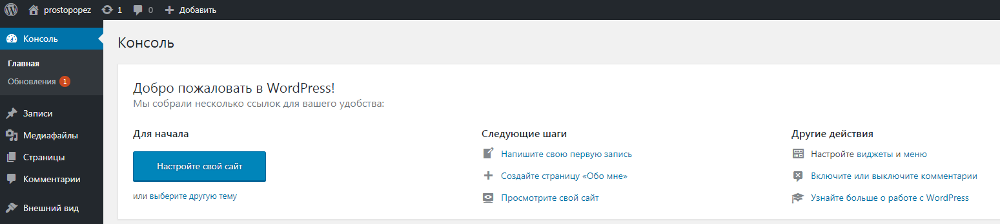 prostopopez 1 0 Добавить
Консоль
Главная
Обновления 1
Записи
Медиафайлы
Страницы
Комментарии
Внешний вид
Консоль
Добро пожаловать в WordPress!
Мы собрали несколько ссылок для вашего удобства:
Для начала
Настройте свой сайт
или выберите другую тему
Следующие шаги
Напишите свою первую запись
Создайте страницу «Обо мне»
Просмотрите свой сайт
Другие действия
Настройте виджеты и меню
Включите или выключите комментарии
Узнайте больше о работе с WordPress